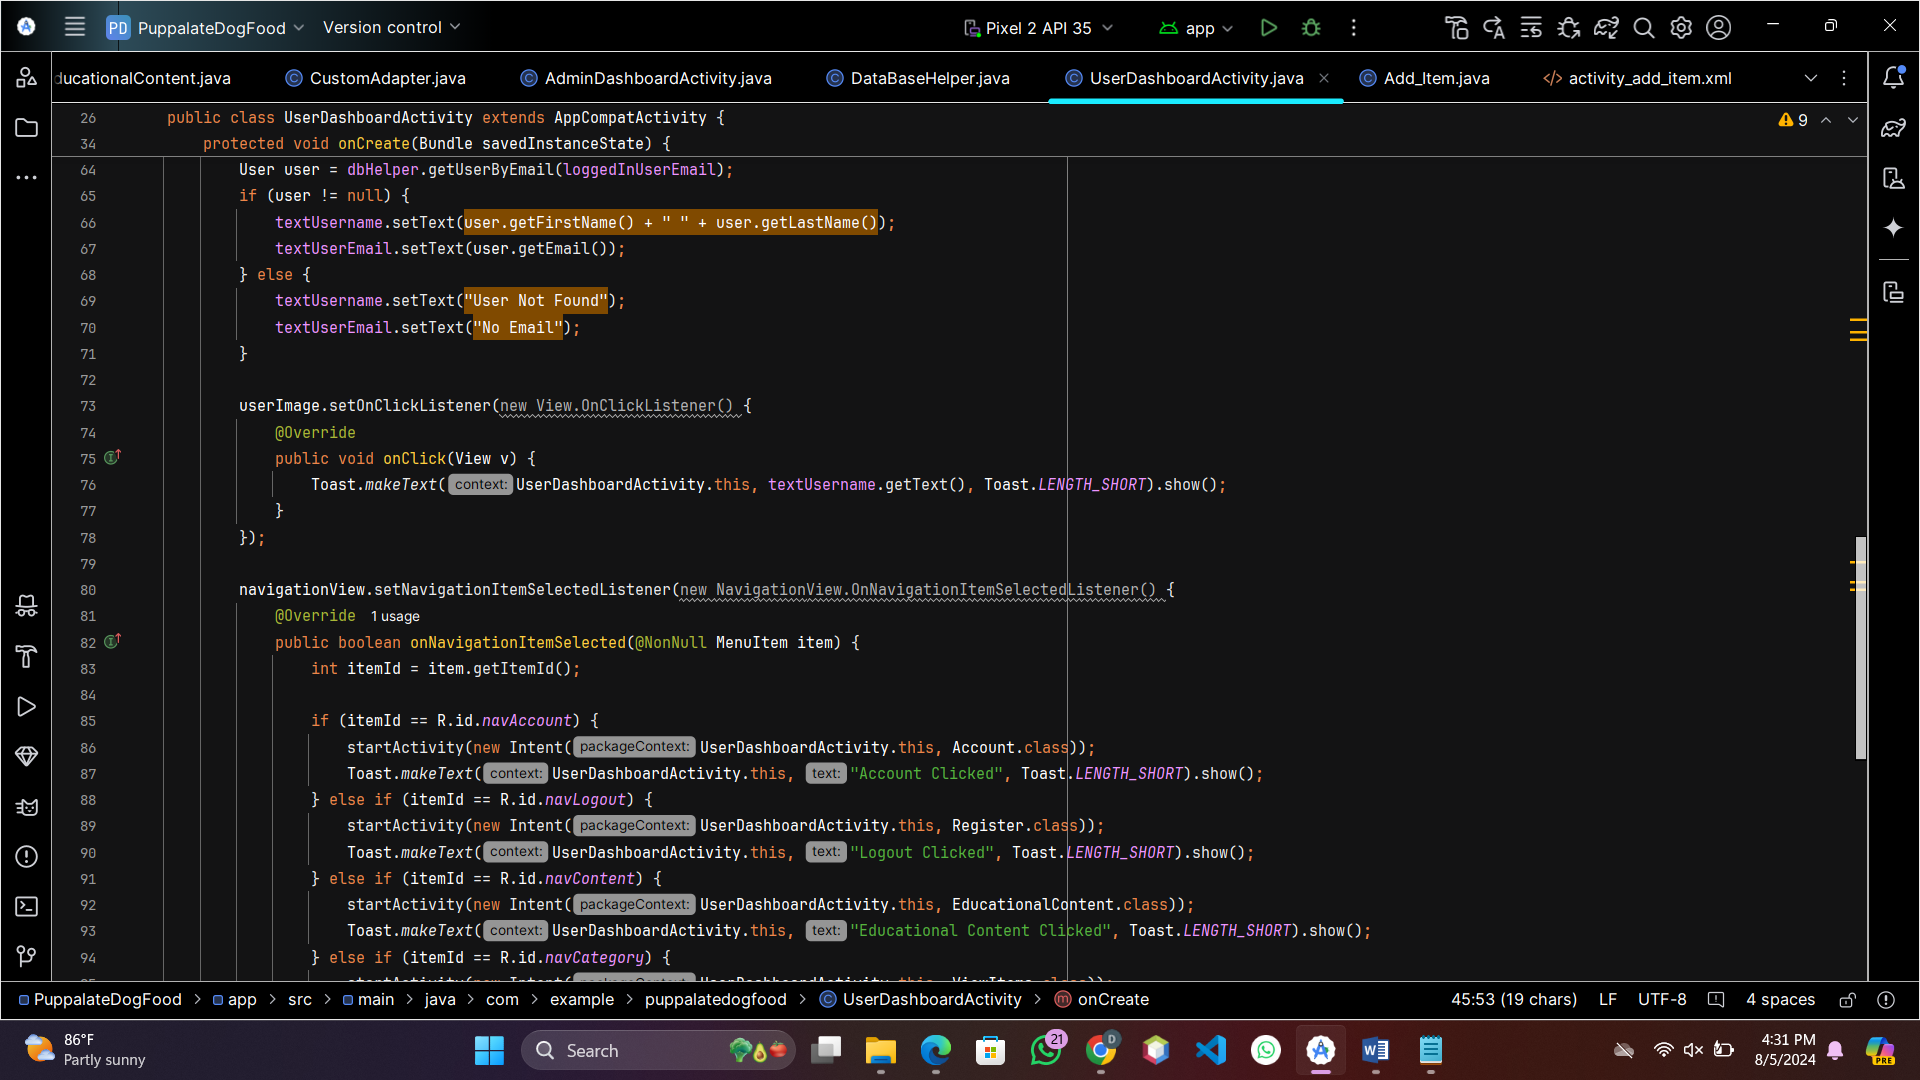 PD PuppalateDogFood Version control Pixel 2 API 35 app
ducationalContent.java CustomAdapter.java AdminDashboardActivity.java DataBaseHelper.java UserDashboardActivity.java Add_Item.java </> activity_add_item.xml
26 public class UserDashboardActivity extends AppCompatActivity { 9
34 protected void onCreate(Bundle savedInstanceState) {
64 User user = dbHelper.getUserByEmail(loggedInUserEmail);
65 if (user != null) {
66 textUsername.setText(user.getFirstName() + " " + user.getLastName());
67 textUserEmail.setText(user.getEmail());
68 } else {
69 textUsername.setText("User Not Found");
70 textUserEmail.setText("No Email");
71 }
72
73 userImage.setOnClickListener(new View.OnClickListener() {
74 @Override
75 public void onClick(View v) {
76 Toast.makeText( context: UserDashboardActivity.this, textUsername.getText(), Toast.LENGTH_SHORT).show();
77 }
78 });
79
80 navigationView.setNavigationItemSelectedListener(new NavigationView.OnNavigationItemSelectedListener() {
81 @Override 1 usage
82 public boolean onNavigationItemSelected(@NonNull MenuItem item) {
83 int itemId = item.getItemId();
84
85 if (itemId == R.id.navAccount) {
86 startActivity(new Intent( packageContext: UserDashboardActivity.this, Account.class));
87 Toast.makeText( context: UserDashboardActivity.this, text: "Account Clicked", Toast.LENGTH_SHORT).show();
88 } else if (itemId == R.id.navLogout) {
89 startActivity(new Intent( packageContext: UserDashboardActivity.this, Register.class));
90 Toast.makeText( context: UserDashboardActivity.this, text: "Logout Clicked", Toast.LENGTH_SHORT).show();
91 } else if (itemId == R.id.navContent) {
92 startActivity(new Intent( packageContext: UserDashboardActivity.this, EducationalContent.class));
93 Toast.makeText( context: UserDashboardActivity.this, text: "Educational Content Clicked", Toast.LENGTH_SHORT).show();
94 } else if (itemId == R.id.navCategory) {
PuppalateDogFood > app > src > main > java > com > example > puppalatedogfood > UserDashboardActivity > onCreate 45:53 (19 chars) LF UTF-8 4 spaces
86°F
Partly sunny
Search
21
D
4:31 PM
8/5/2024
PRE